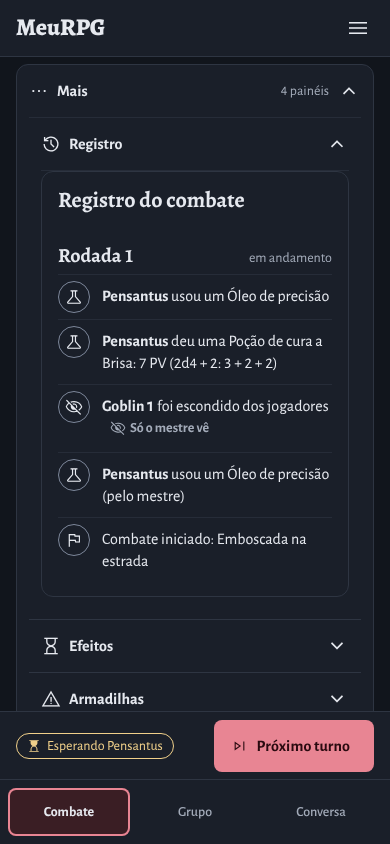 MeuRPG
Mais
4 painéis
Registro
Registro do combate
Rodada 1
em andamento
Pensantus usou um Óleo de precisão
Pensantus deu uma Poção de cura a
Brisa: 7 PV (2d4 + 2: 3 + 2 + 2)
Goblin 1 foi escondido dos jogadores
Só o mestre vê
Pensantus usou um Óleo de precisão
(pelo mestre)
Combate iniciado: Emboscada na
estrada
Efeitos
Armadilhas
Esperando Pensantus
Próximo turno
Combate
Grupo
Conversa